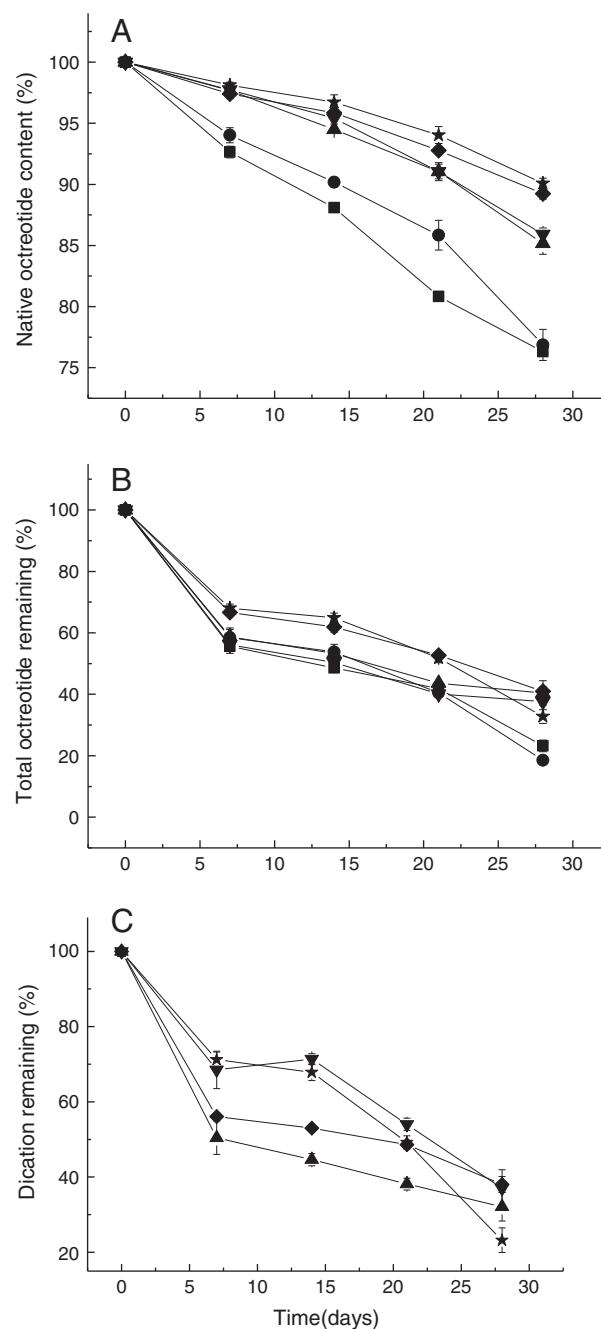 A
Native octreotide content (%)
100
95
90
85
80
75
0 5 10 15 20 25 30
B
Total octreotide remaining (%)
100
80
60
40
20
0
0 5 10 15 20 25 30
C
Dication remaining (%)
100
80
60
40
20
0 5 10 15 20 25 30
Time(days)